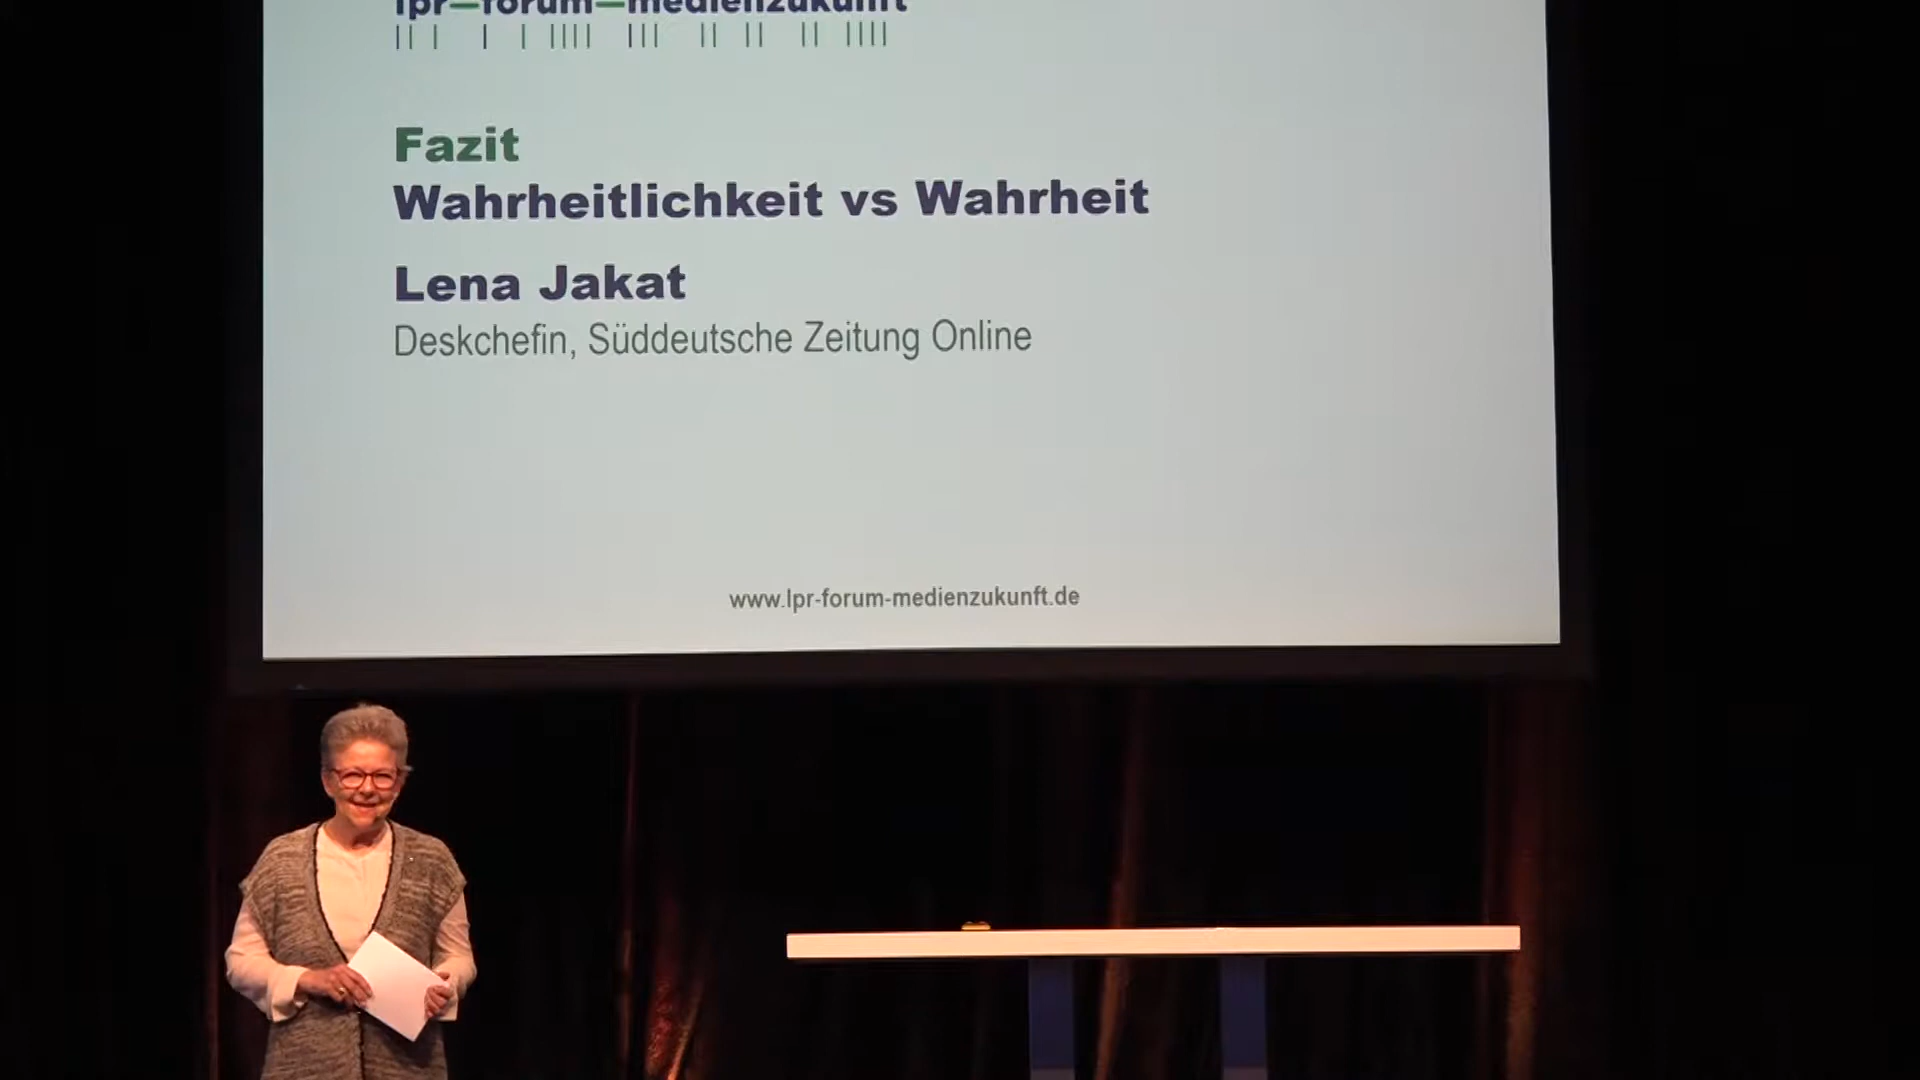 lpr—forum—medienzukunft
Fazit
Wahrheitlichkeit vs Wahrheit
Lena Jakat
Deskchefin, Süddeutsche Zeitung Online
www.lpr-forum-medienzukunft.de